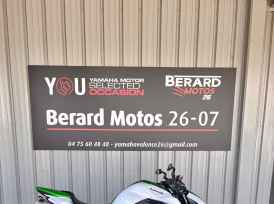 YOU YAMAHA MOTOR SELECTED OCCASION
BERARD MOTOS 26
Berard Motos 26-07
04 75 60 48 40 - yamahavalence26@gmail.com